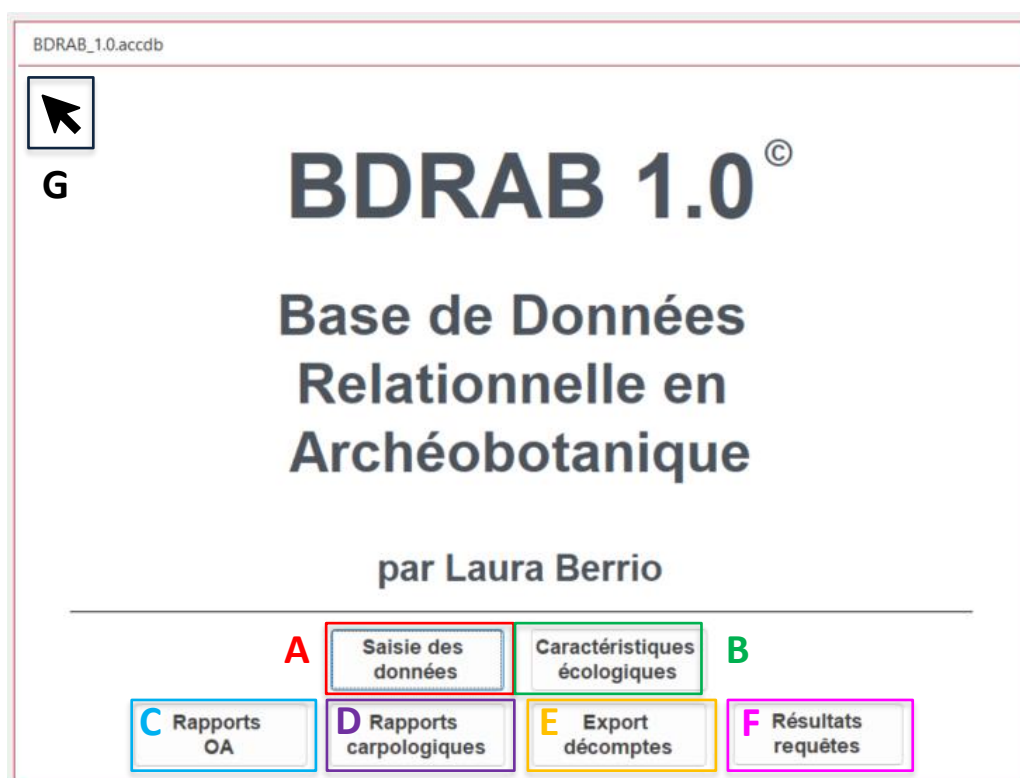 BDRAB_1.0.accdb
G
BDRAB 1.0©
Base de Données
Relationnelle en
Archéobotanique
par Laura Berrio
A
Saisie des
données
Caractéristiques
écologiques
B
C
Rapports
OA
D
Rapports
carpologiques
E
Export
décomptes
F
Résultats
requêtes